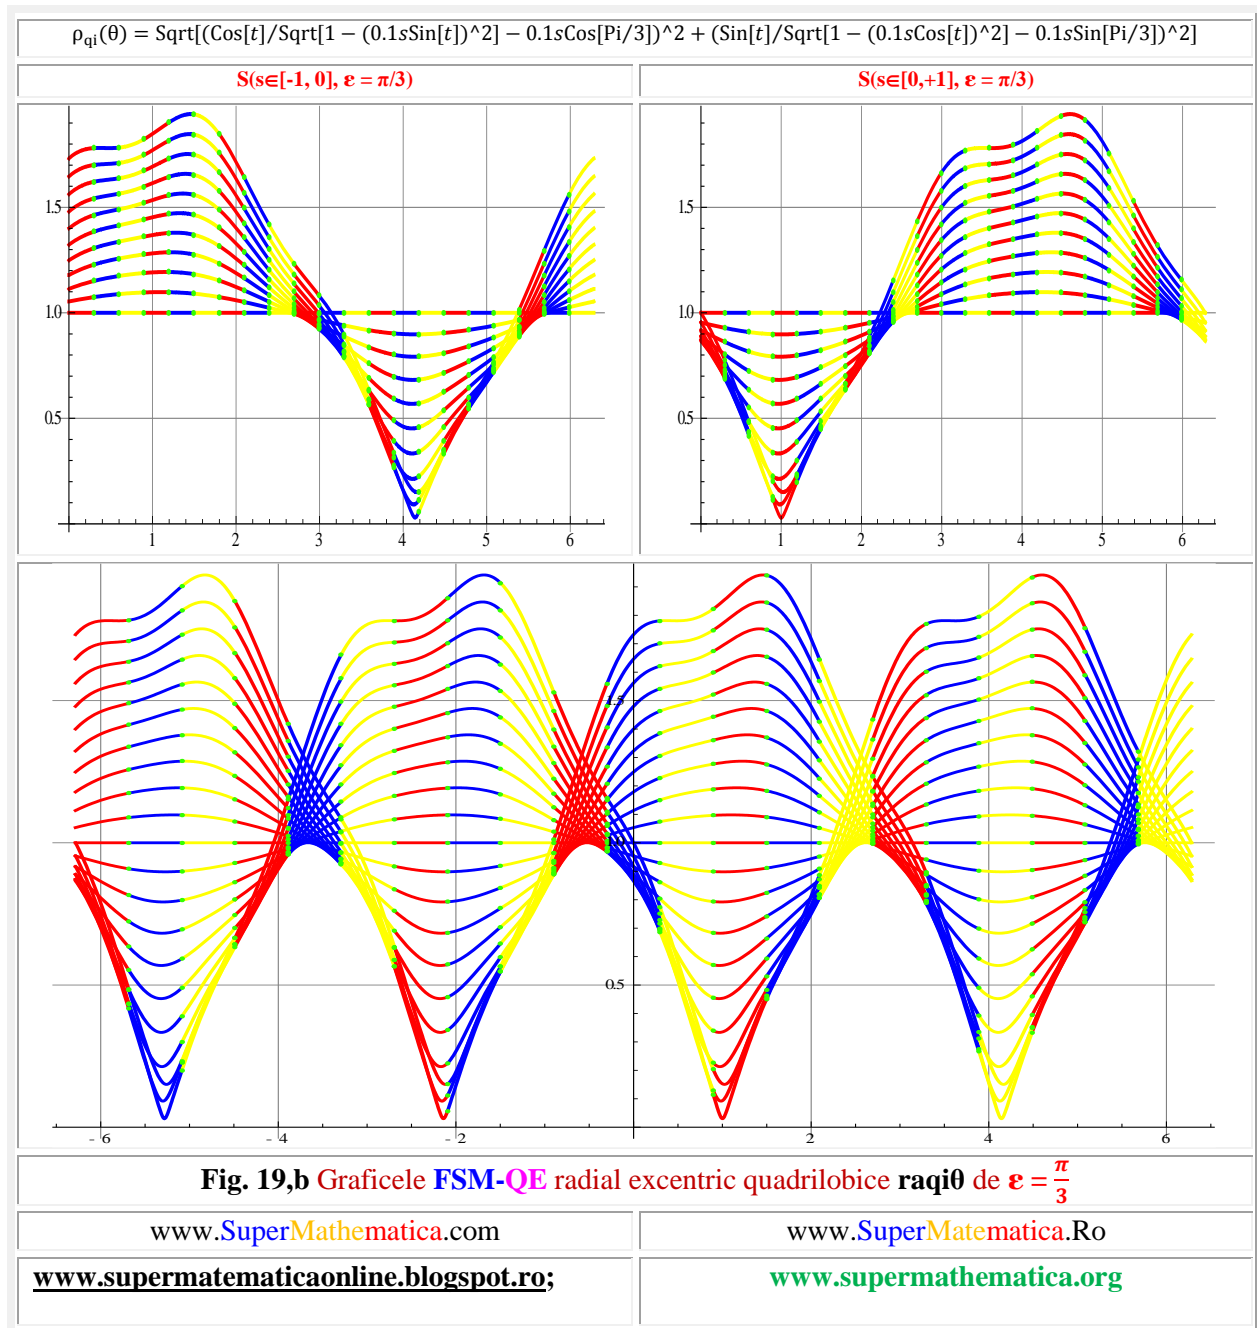 ρqi(θ) = Sqrt[(Cos[t]/Sqrt[1 − (0.1sSin[t])^2] − 0.1sCos[Pi/3])^2 + (Sin[t]/Sqrt[1 − (0.1sCos[t])^2] − 0.1sSin[Pi/3])^2]
S(s∈[-1, 0], ε = π/3)
S(s∈[0,+1], ε = π/3)
1.5
1.0
0.5
1 2 3 4 5 6
1.5
1.0
0.5
1 2 3 4 5 6
1.5
0.5
-6 -4 -2 2 4 6
Fig. 19,b Graficele FSM-QE radial excentric quadrilobice raqiθ de ε = π/3
www.SuperMathematica.com
www.SuperMatematica.Ro
www.supermatematicaonline.blogspot.ro;
www.supermathematica.org